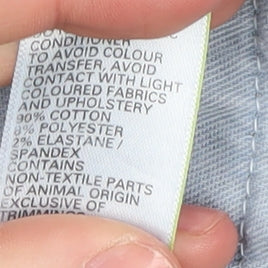 CONDITIONER
TO AVOID COLOUR
TRANSFER, AVOID
CONTACT WITH LIGHT
COLOURED FABRICS
AND UPHOLSTERY
90% COTTON
8% POLYESTER
2% ELASTANE /
SPANDEX
CONTAINS
NON-TEXTILE PARTS
OF ANIMAL ORIGIN
EXCLUSIVE OF
TRIMMINGS